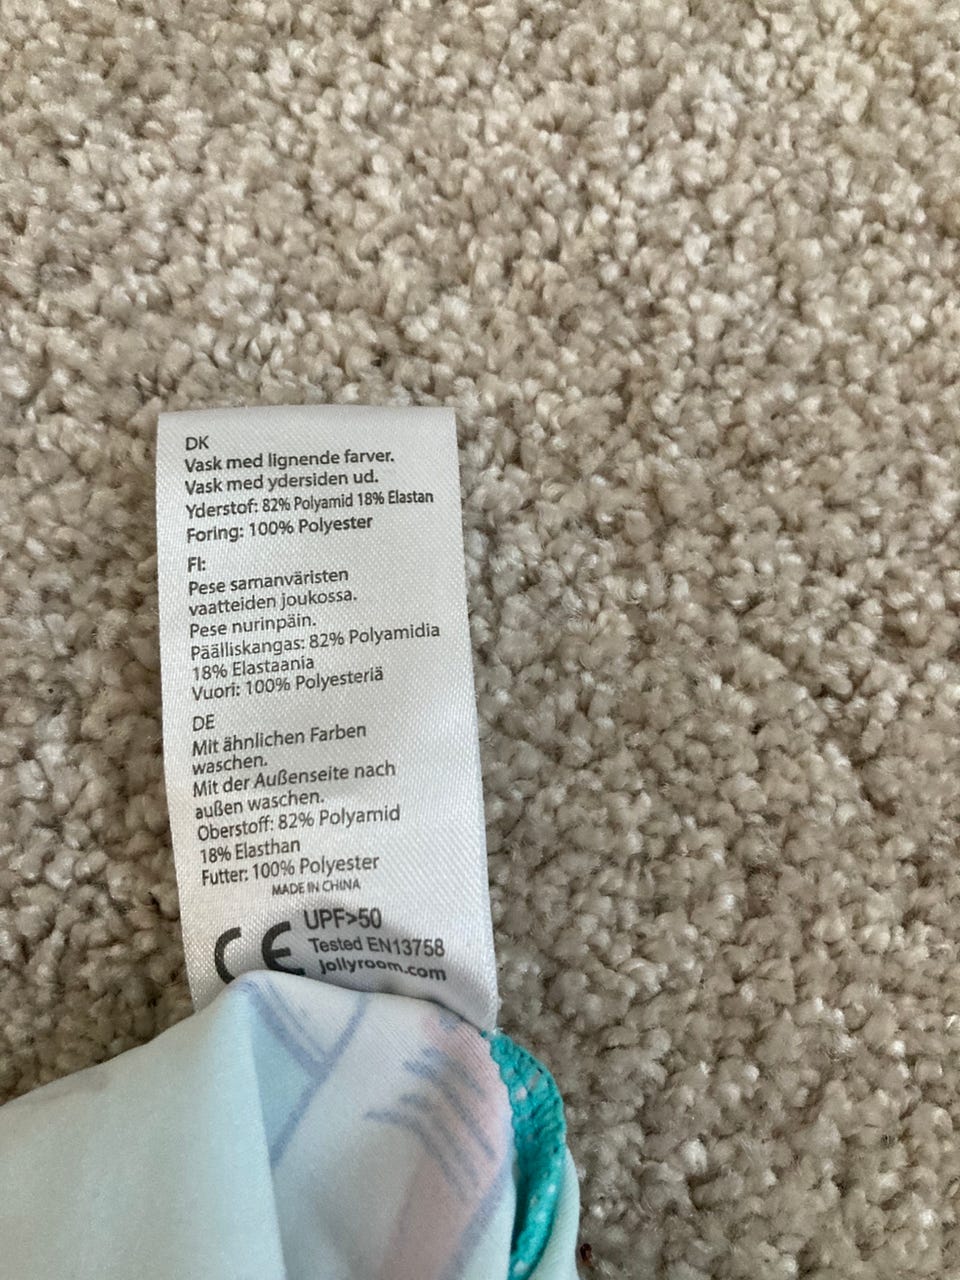 DK
Vask med lignende farver.
Vask med ydersiden ud.
Yderstof: 82% Polyamid 18% Elastan
Foring: 100% Polyester
FI:
Pese samanväristen
vaatteiden joukossa.
Pese nurinpäin.
Päälliskangas: 82% Polyamidia
18% Elastaania
Vuori: 100% Polyesteriä
DE
Mit ähnlichen Farben
waschen.
Mit der Außenseite nach
außen waschen.
Oberstoff: 82% Polyamid
18% Elasthan
Futter: 100% Polyester
MADE IN CHINA
CE
UPF>50
Tested EN13758
Jollyroom.com